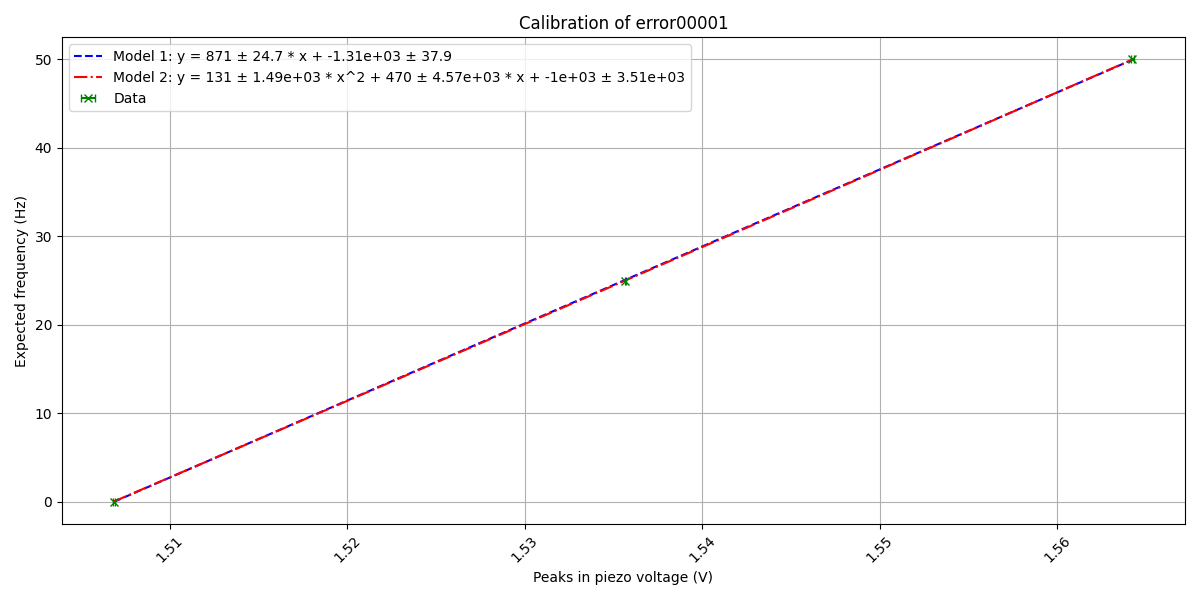 Calibration of error00001
Model 1: y = 871 ± 24.7 * x + -1.31e+03 ± 37.9
Model 2: y = 131 ± 1.49e+03 * x^2 + 470 ± 4.57e+03 * x + -1e+03 ± 3.51e+03
Data
Expected frequency (Hz)
50
40
30
20
10
0
1.51
1.52
1.53
1.54
1.55
1.56
Peaks in piezo voltage (V)